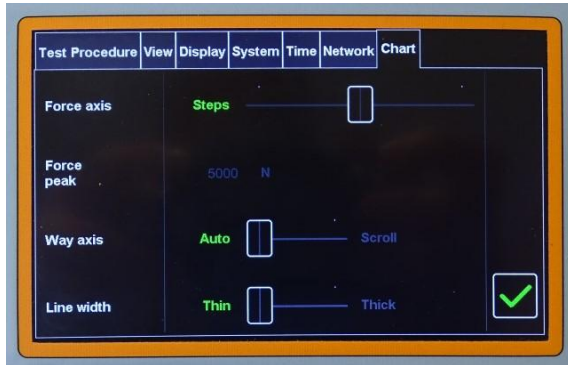 Test Procedure View Display System Time Network Chart
Force axis Steps
Force
peak
5000 N
Way axis Auto Scroll
Line width Thin Thick